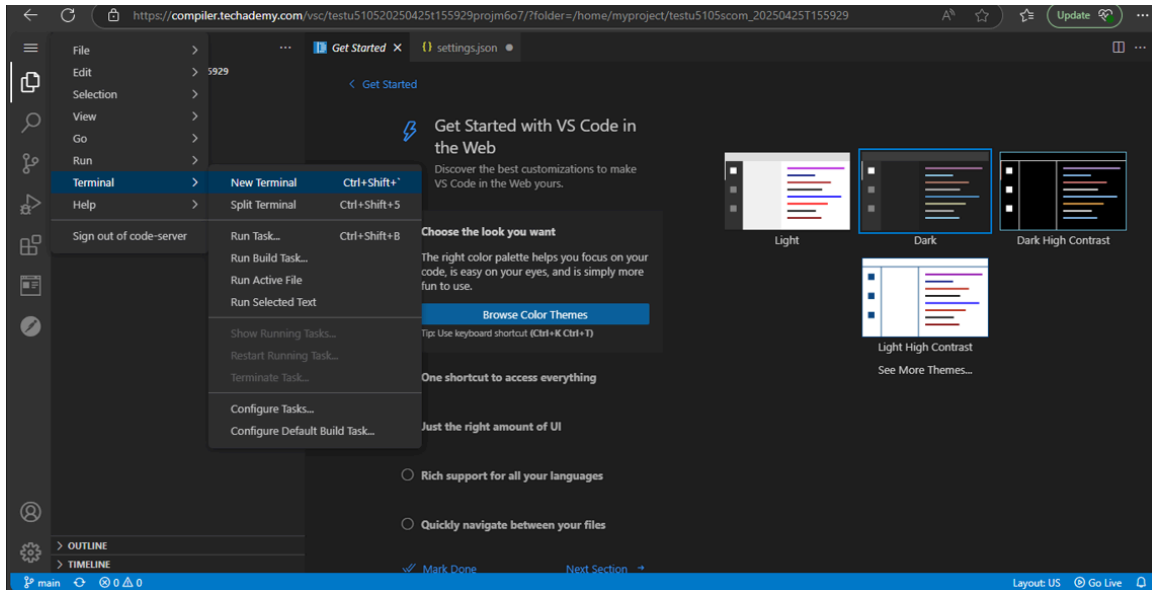 https://compiler.techademy.com/vsc/testu510520250425t155929projm6o7/?folder=/home/myproject/testu5105scom_20250425T155929
Update
File
Edit
Selection
View
Go
Run
Terminal
Help
Sign out of code-server
5929
New Terminal Ctrl+Shift+`
Split Terminal Ctrl+Shift+5
Run Task... Ctrl+Shift+B
Run Build Task...
Run Active File
Run Selected Text
Show Running Tasks...
Restart Running Task...
Terminate Task...
Configure Tasks...
Configure Default Build Task...
Get Started
settings.json
Get Started
Get Started with VS Code in
the Web
Discover the best customizations to make
VS Code in the Web yours.
Choose the look you want
The right color palette helps you focus on your
code, is easy on your eyes, and is simply more
fun to use.
Browse Color Themes
Tip: Use keyboard shortcut (Ctrl+K Ctrl+T)
One shortcut to access everything
Just the right amount of UI
Rich support for all your languages
Quickly navigate between your files
Mark Done Next Section
Light
Dark
Dark High Contrast
Light High Contrast
See More Themes...
OUTLINE
TIMELINE
main 0 0 Layout: US Go Live